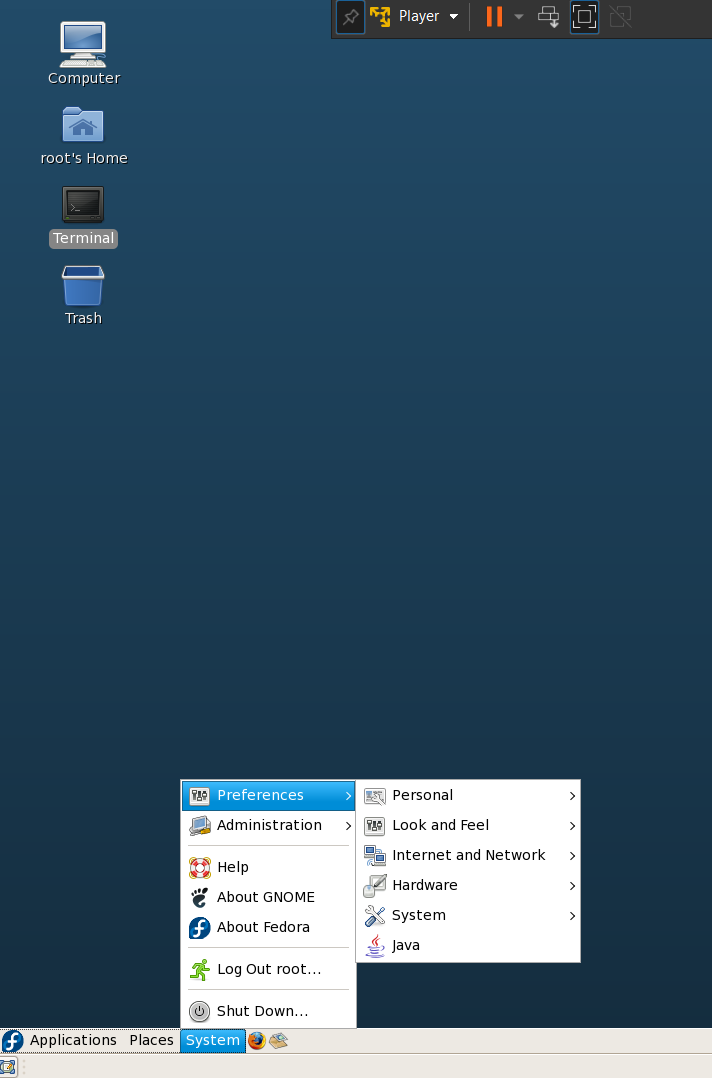 Player
Computer
root's Home
Terminal
Trash
Preferences
Administration
Help
About GNOME
About Fedora
Log Out root...
Shut Down...
Personal
Look and Feel
Internet and Network
Hardware
System
Java
Applications Places System